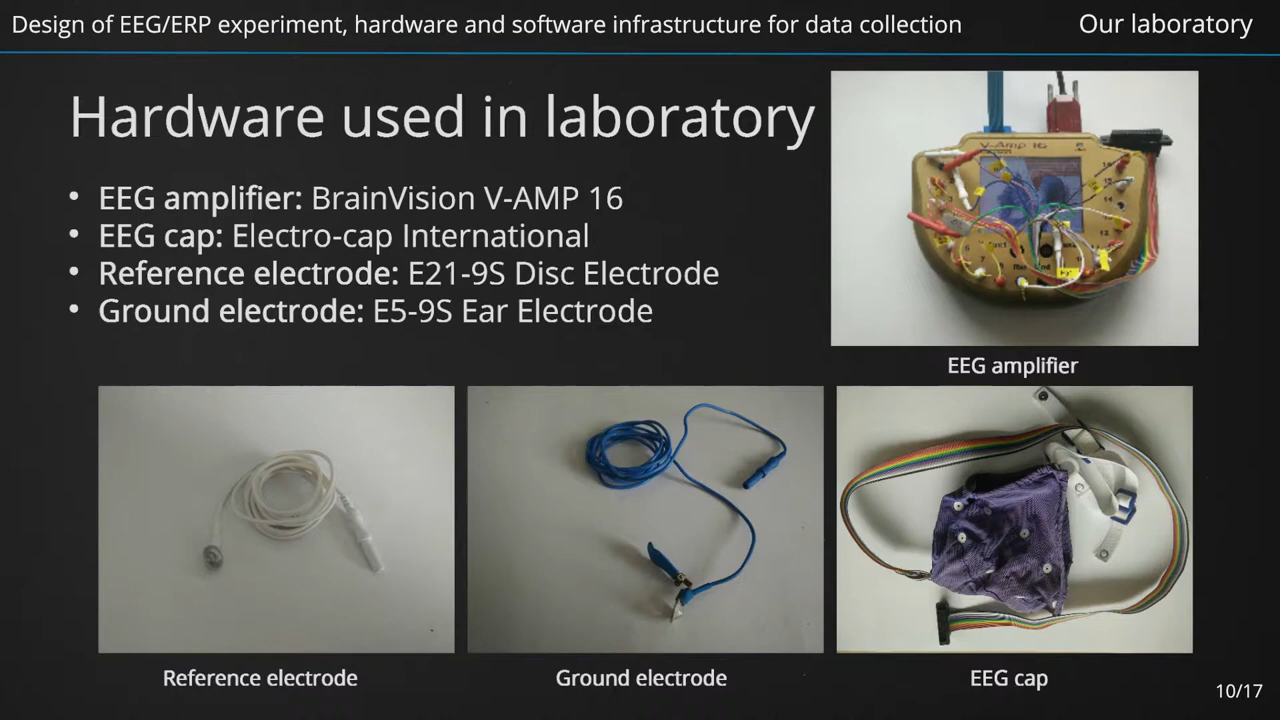 Design of EEG/ERP experiment, hardware and software infrastructure for data collection
Our laboratory
Hardware used in laboratory
• EEG amplifier: BrainVision V-AMP 16
• EEG cap: Electro-cap International
• Reference electrode: E21-9S Disc Electrode
• Ground electrode: E5-9S Ear Electrode
V-Amp 16
EEG amplifier
Reference electrode
Ground electrode
EEG cap
10/17